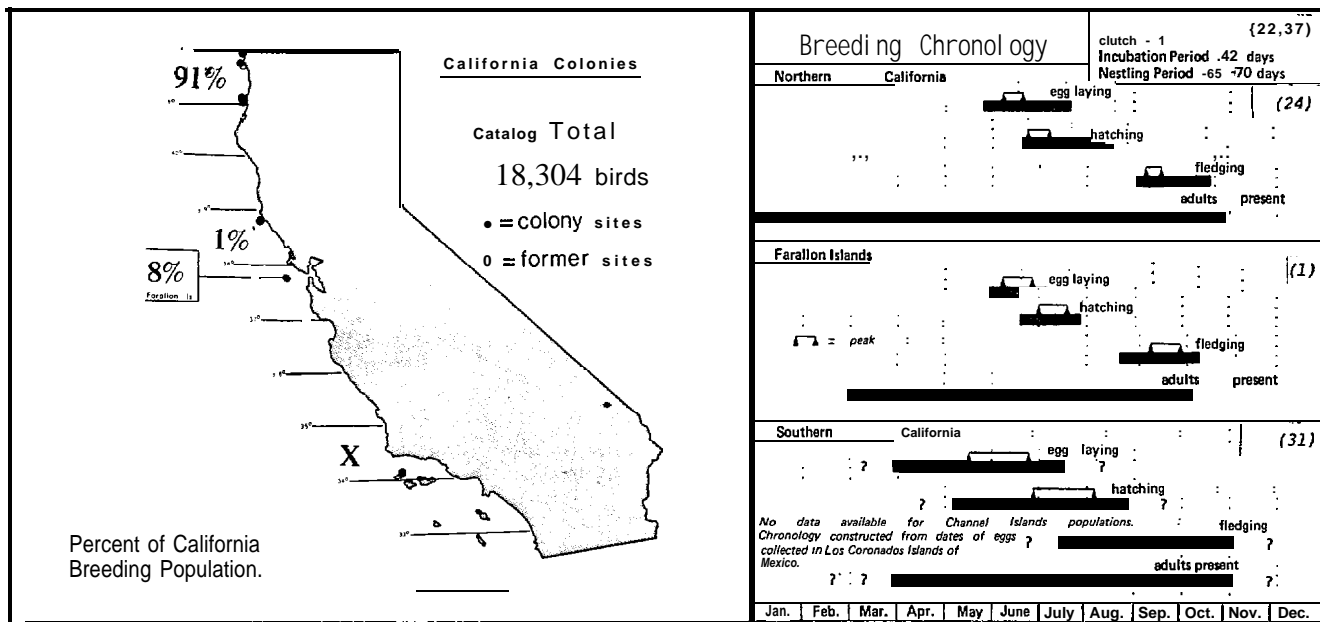 91%
1%
8%
Farallon Is
X
Percent of California
Breeding Population.
California Colonies
Catalog Total
18,304 birds
• = colony sites
0 = former sites
Breeding Chronology
(22,37)
clutch - 1
Incubation Period .42 days
Nestling Period -65 -70 days
Northern California
(24)
egg laying
hatching
fledging
adults present
Farallon Islands
(1)
egg laying
hatching
= peak
fledging
adults present
Southern California
(31)
egg laying
? ?
hatching
? ?
No data available for Channel Islands populations.
Chronology constructed from dates of eggs
collected in Los Coronados Islands of
Mexico.
fledging
? ?
adults present
? ? ?
Jan. Feb. Mar. Apr. May June July Aug. Sep. Oct. Nov. Dec.